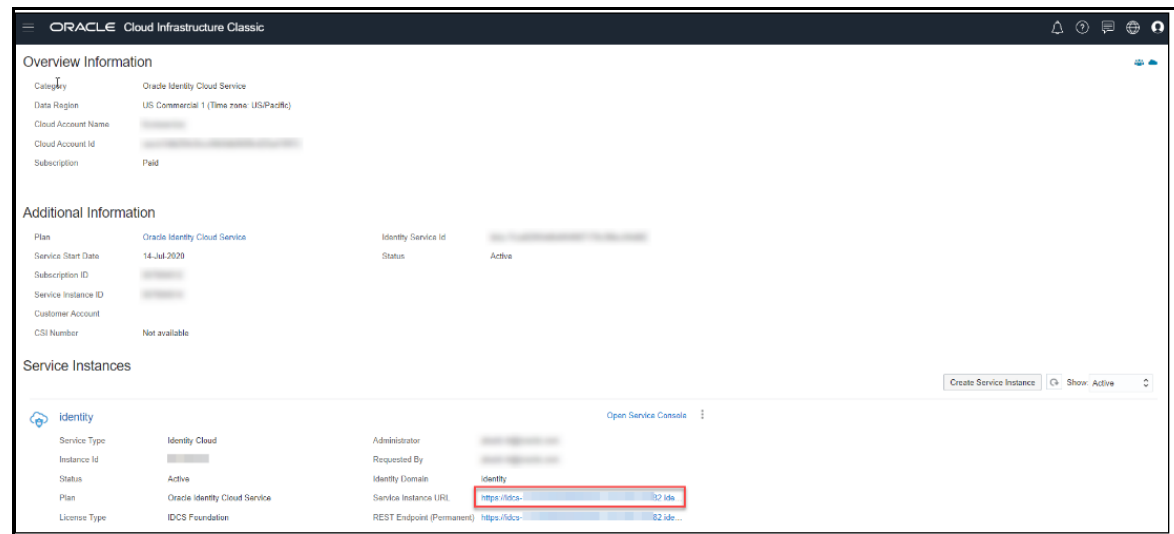 ORACLE Cloud Infrastructure Classic
Overview Information
Category Oracle Identity Cloud Service
Data Region US Commercial 1 (Time zone: US/Pacific)
Cloud Account Name
Cloud Account Id
Subscription Paid
Additional Information
Plan Oracle Identity Cloud Service Identity Service Id
Service Start Date 14-Jul-2020 Status Active
Subscription ID
Service Instance ID
Customer Account
CSI Number Not available
Service Instances
Create Service Instance Show: Active
identity Open Service Console
Service Type Identity Cloud Administrator
Instance Id Requested By
Status Active Identity Domain identity
Plan Oracle Identity Cloud Service Service Instance URL https://idcs- 82.ide...
License Type IDCS Foundation REST Endpoint (Permanent) https://idcs- 82.ide...